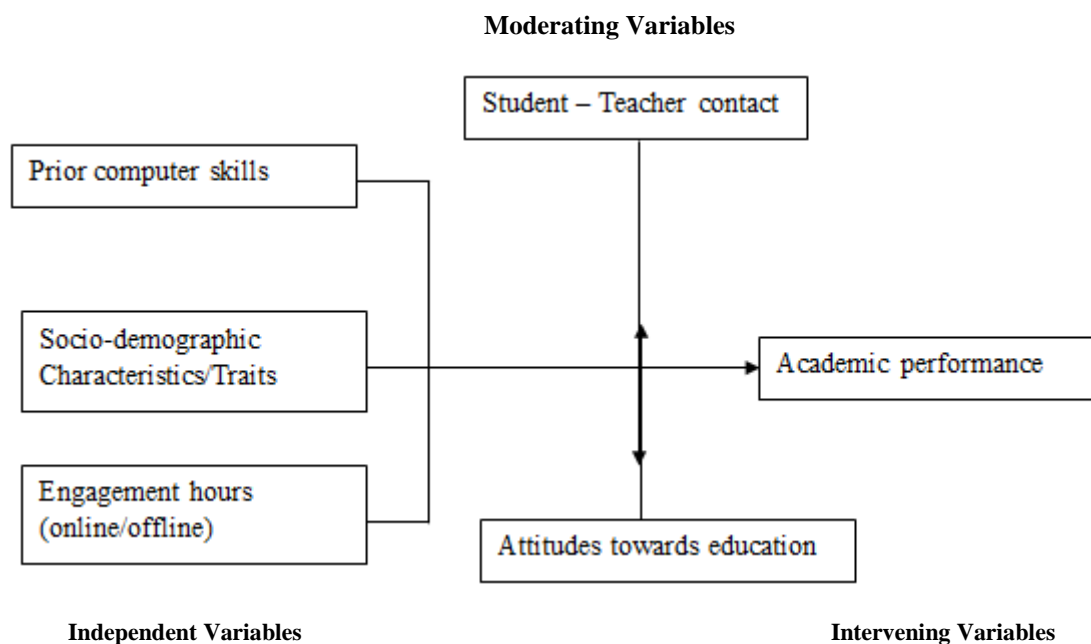 Moderating Variables
Student – Teacher contact
Prior computer skills
Socio-demographic
Characteristics/Traits
Academic performance
Engagement hours
(online/offline)
Attitudes towards education
Independent Variables
Intervening Variables